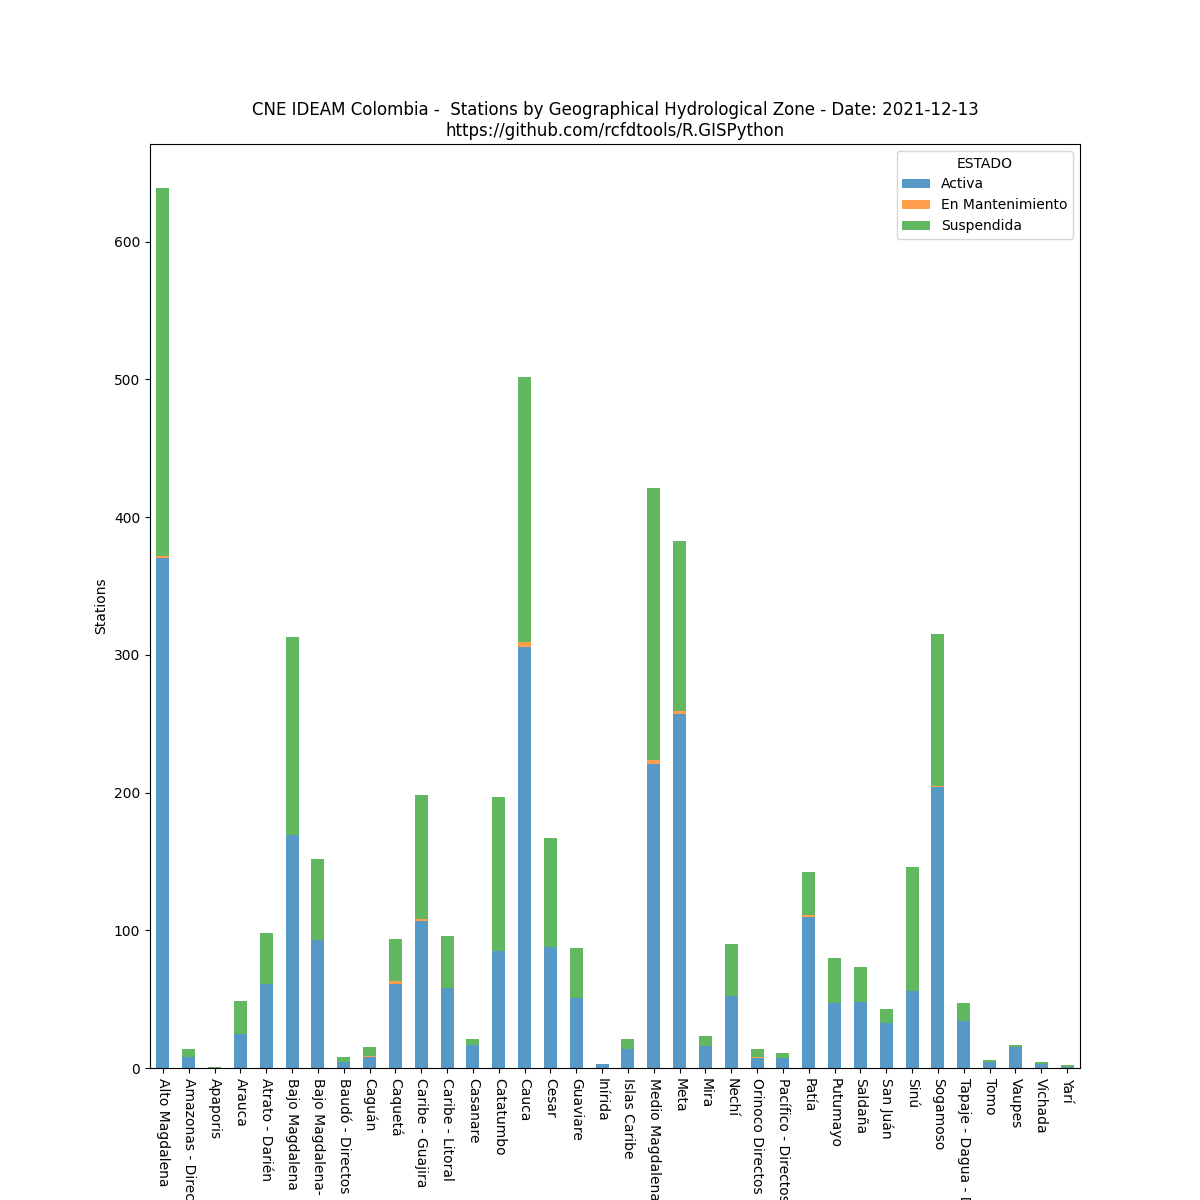 CNE IDEAM Colombia -  Stations by Geographical Hydrological Zone - Date: 2021-12-13
https://github.com/rcfdtools/R.GISPython
ESTADO
Activa
En Mantenimiento
Suspendida
Stations
600
500
400
300
200
100
0
Alto Magdalena
Amazonas - Direc
Apaporis
Arauca
Atrato - Darién
Bajo Magdalena
Bajo Magdalena-
Baudó - Directos
Caguán
Caquetá
Caribe - Guajira
Caribe - Litoral
Casanare
Catatumbo
Cauca
Cesar
Guaviare
Inírida
Islas Caribe
Medio Magdalena
Meta
Mira
Nechí
Orinoco Directos
Pacífico - Directos
Patía
Putumayo
Saldaña
San Juán
Sinú
Sogamoso
Tapaje - Dagua -
Tomo
Vaupes
Vichada
Yarí